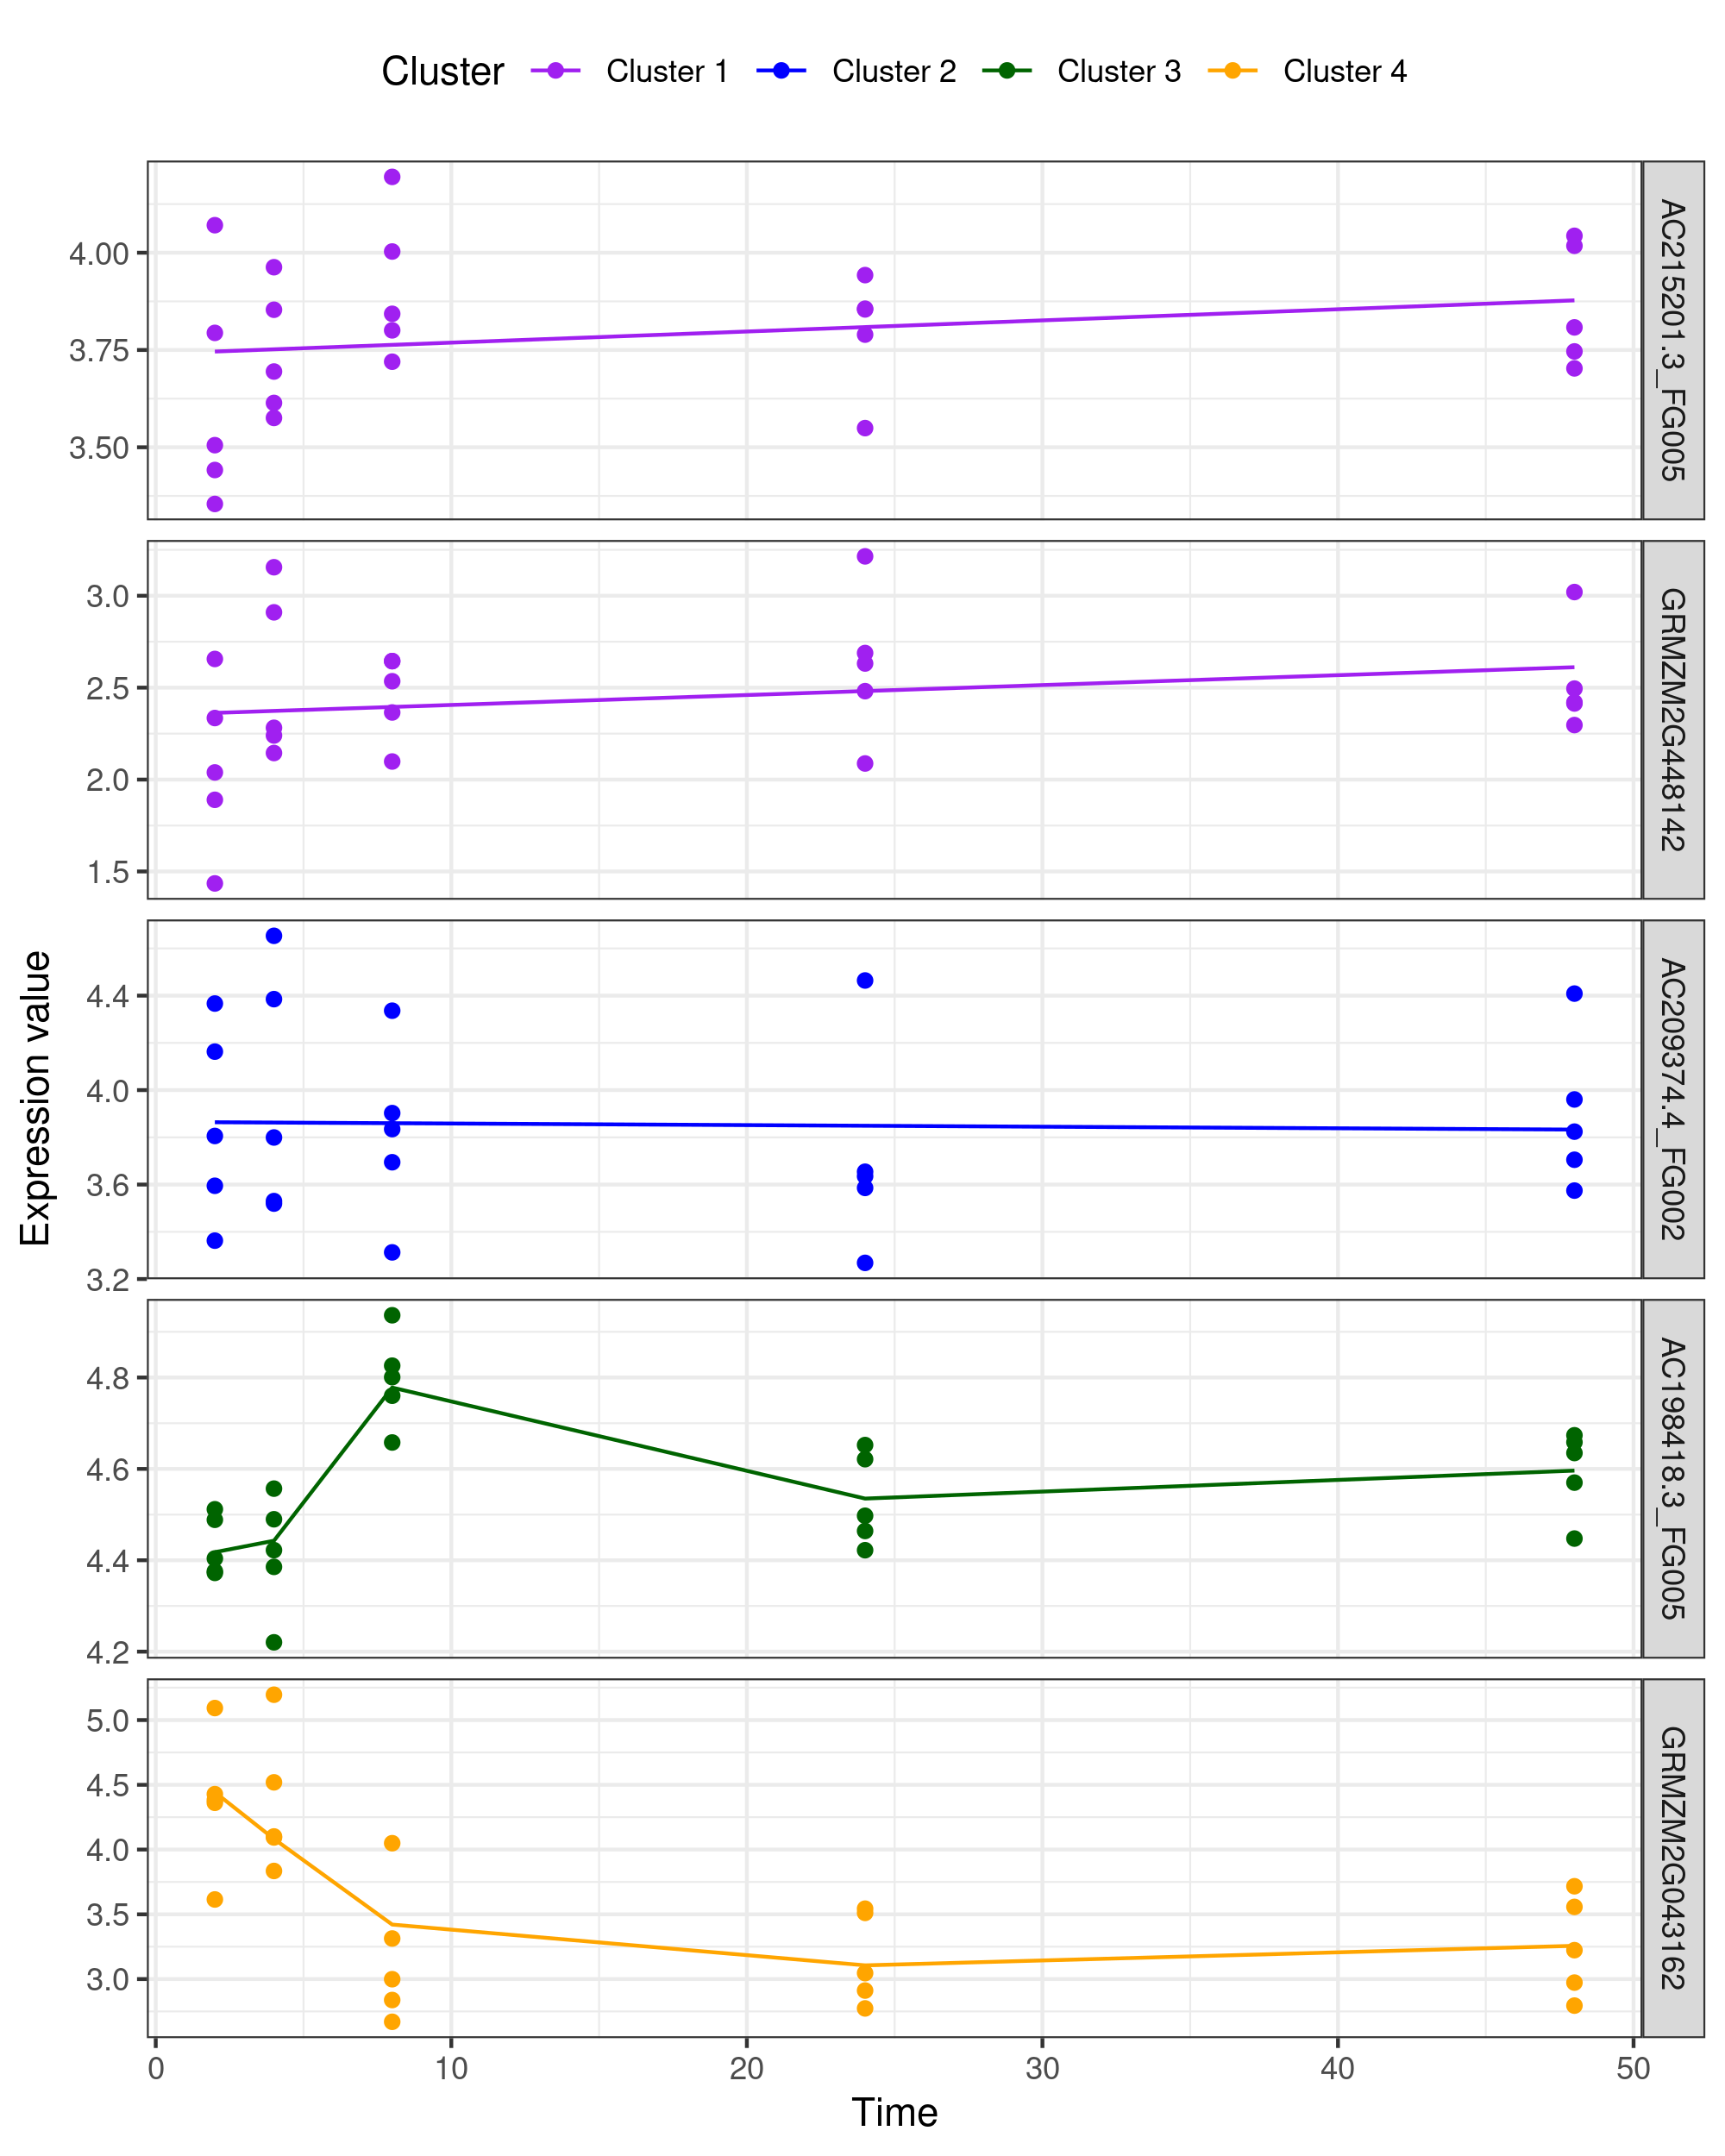 Cluster Cluster 1 Cluster 2 Cluster 3 Cluster 4
4.00
3.75
3.50
AC215201.3_FG005
3.0
2.5
2.0
1.5
GRMZM2G448142
Expression value
4.4
4.0
3.6
3.2
AC209374.4_FG002
4.8
4.6
4.4
4.2
AC198418.3_FG005
5.0
4.5
4.0
3.5
3.0
GRMZM2G043162
0 10 20 30 40 50
Time